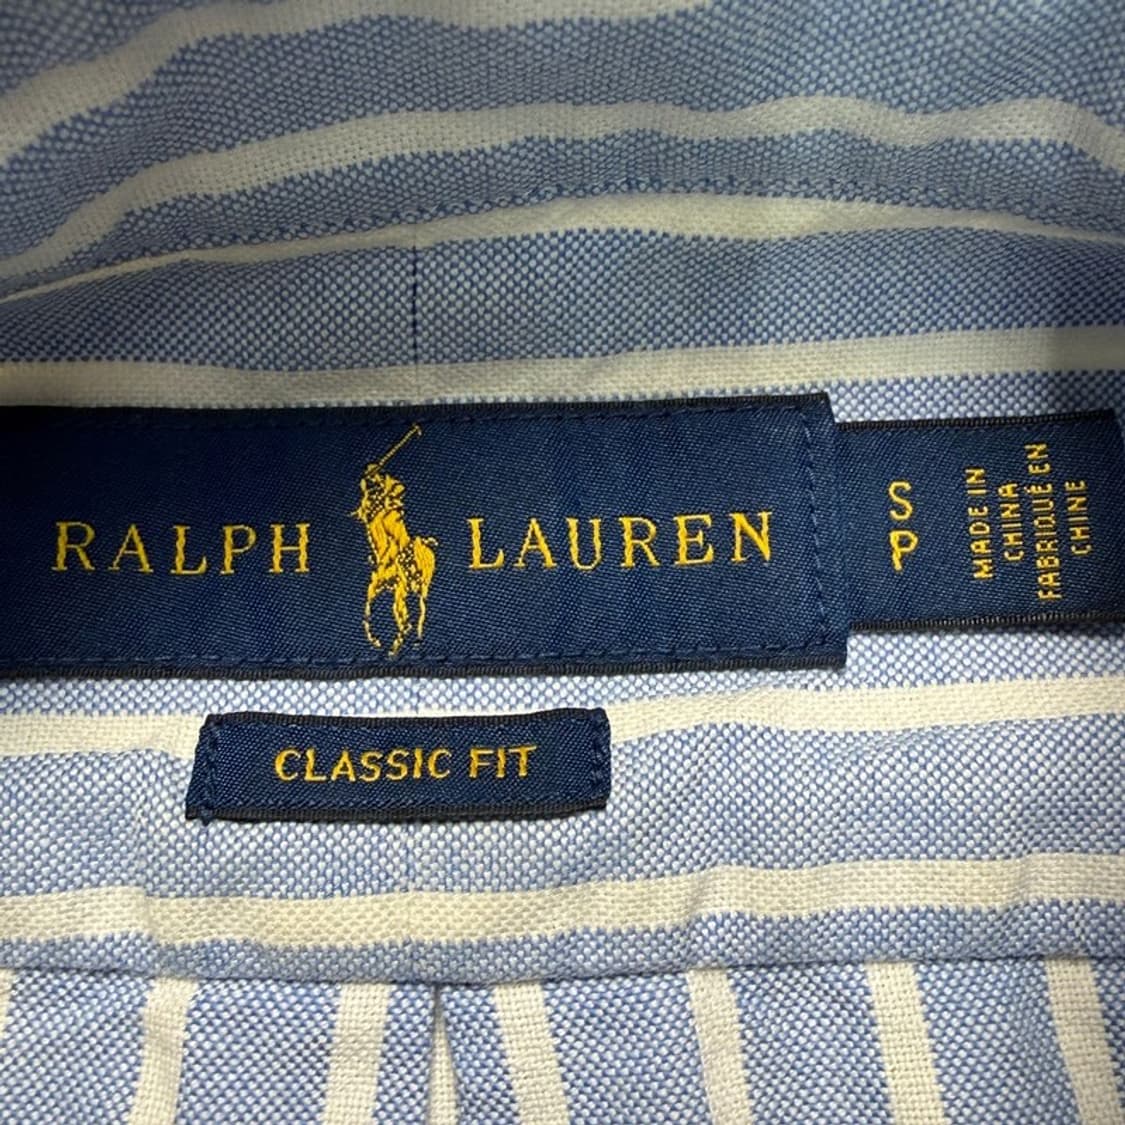 RALPH LAUREN
S
P
MADE IN
CHINA
FABRIQUÉ EN
CHINE
CLASSIC FIT